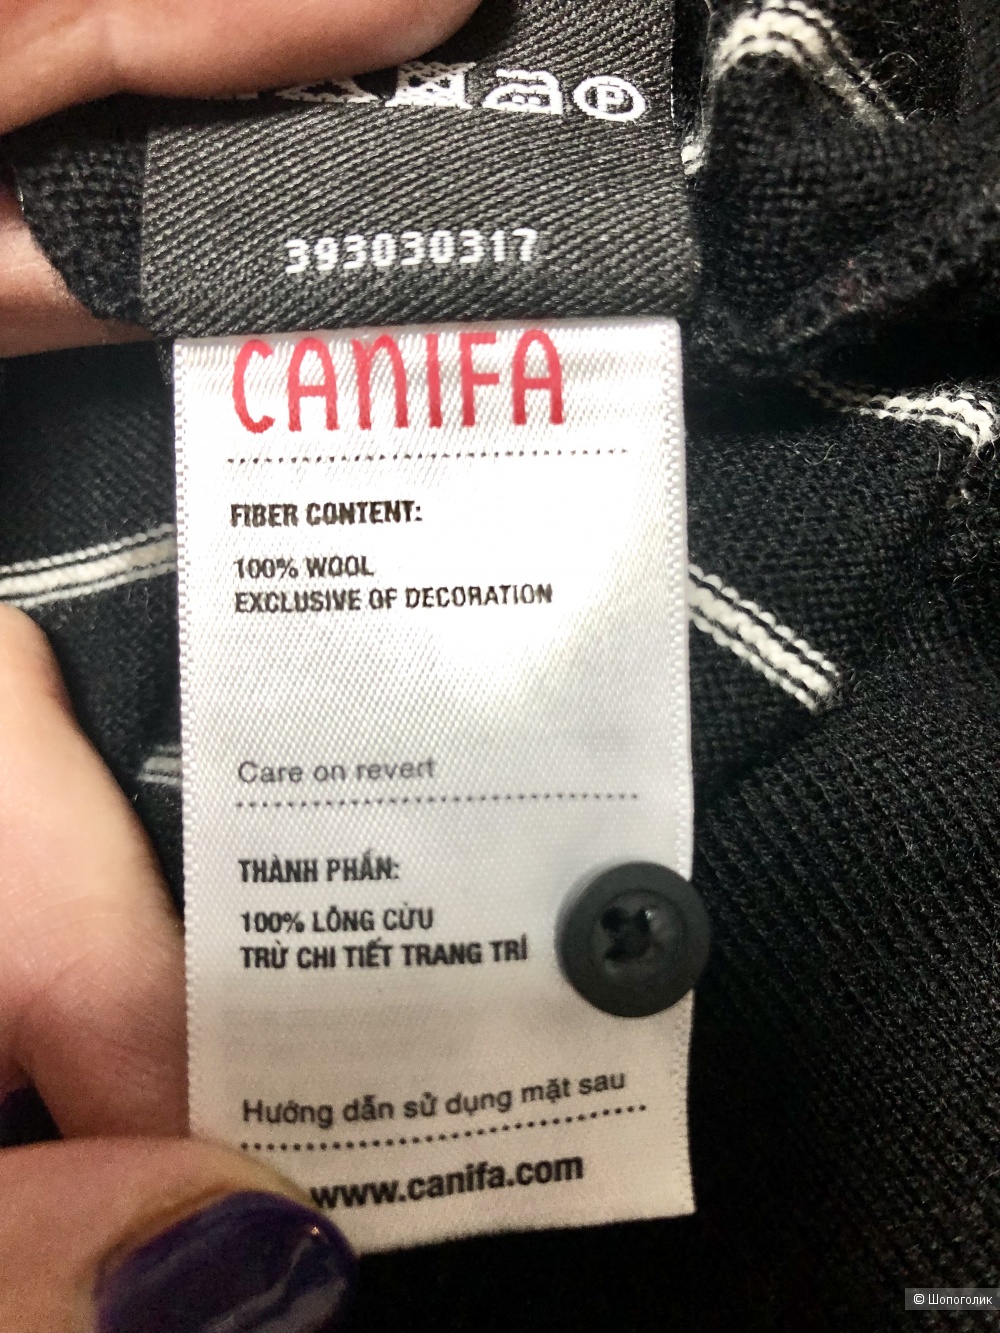 P
393030317
CANIFA
FIBER CONTENT:
100% WOOL
EXCLUSIVE OF DECORATION
Care on revert
THÀNH PHẦN:
100% LÔNG CỪU
TRỪ CHI TIẾT TRANG TRÍ
Hướng dẫn sử dụng mặt sau
www.canifa.com
© Шопоголик